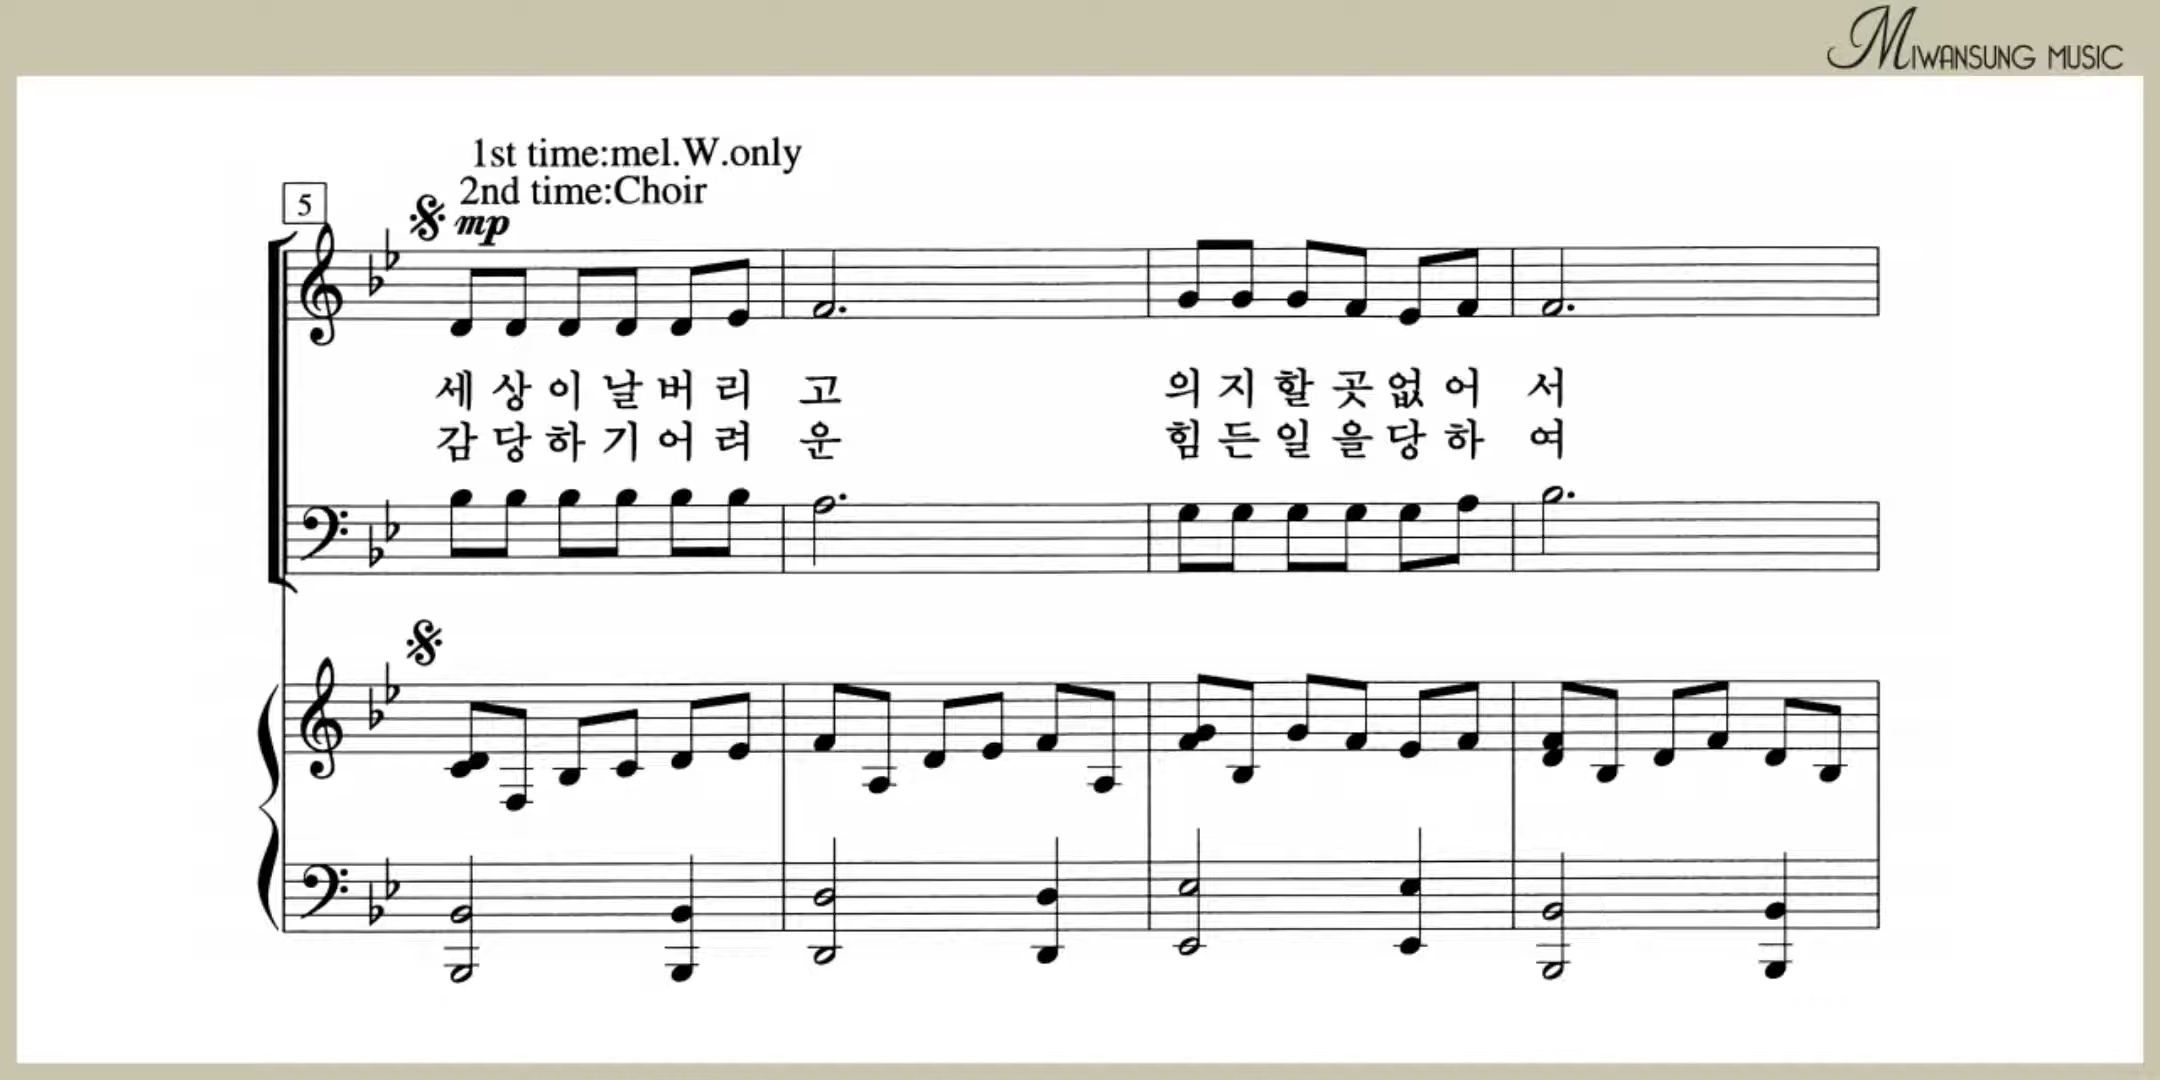 MIWANSUNG MUSIC
1st time:mel.W.only
2nd time:Choir
5
mp
세 상 이 날 버 리 고 의 지 할 곳 없 어 서
감 당 하 기 어 려 운 힘 든 일 을 당 하 여